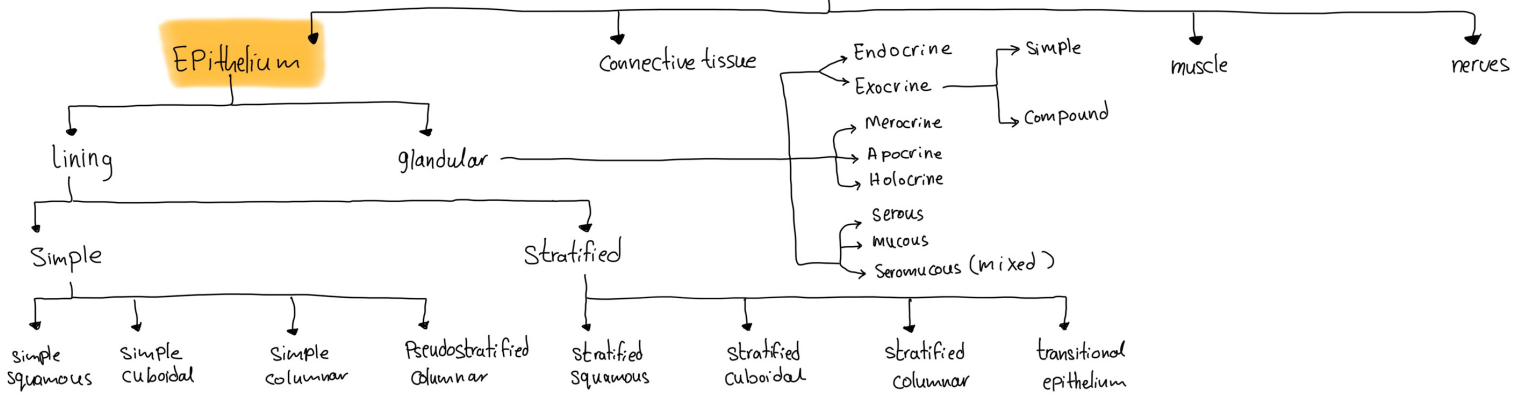 EPithelium
Connective tissue
muscle
nerves
Endocrine
Exocrine
Simple
Compound
Merocrine
Apocrine
Holocrine
lining
glandular
Serous
mucous
Seromucous (mixed)
Simple
Stratified
simple
squamous
simple
cuboidal
simple
columnar
Pseudostratified
columnar
stratified
squamous
stratified
cuboidal
stratified
columnar
transitional
epithelium